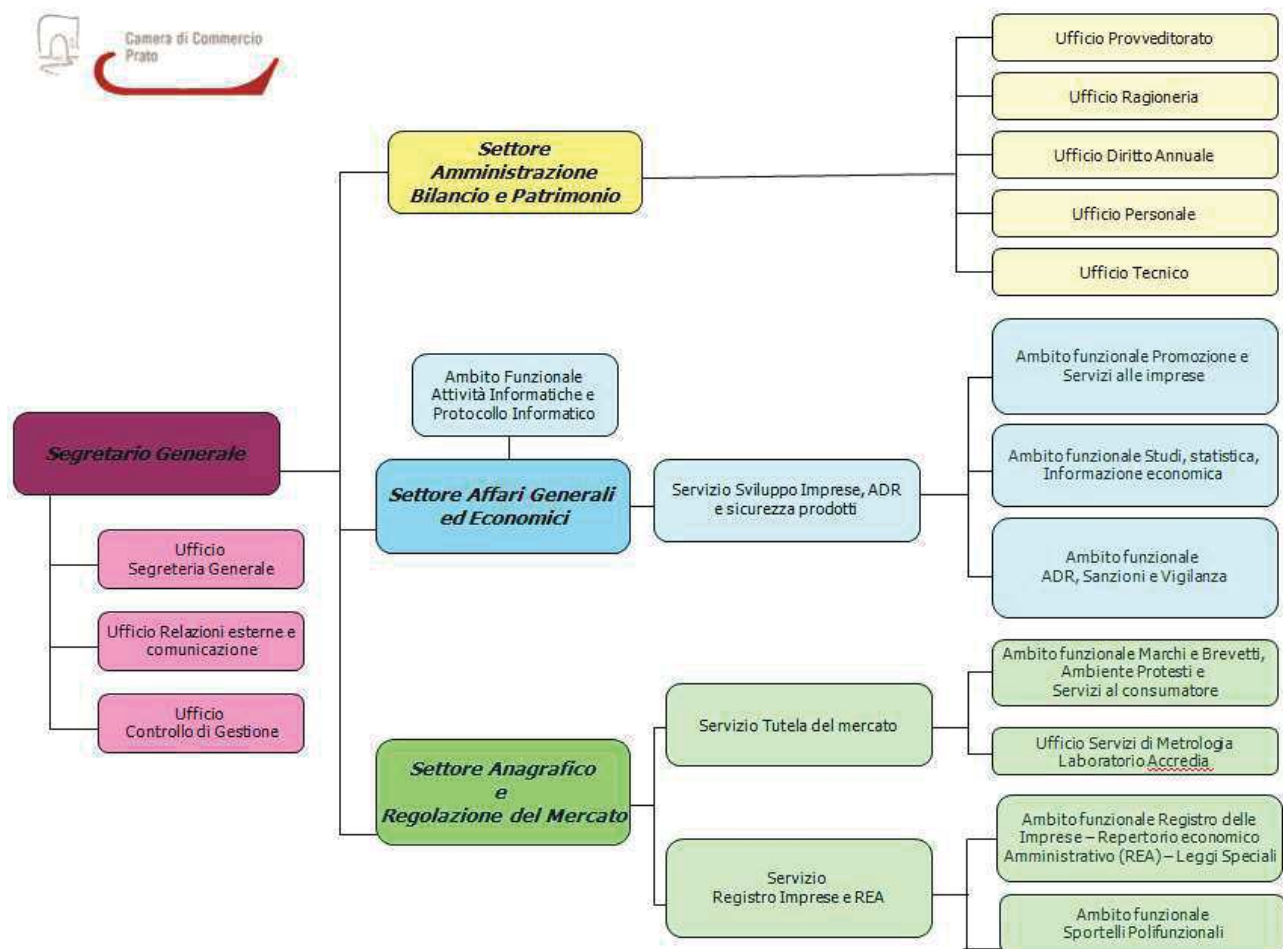 Camera di Commercio
Prato
Ufficio Provveditorato
Ufficio Ragioneria
Ufficio Diritto Annuale
Ufficio Personale
Ufficio Tecnico
Settore
Amministrazione
Bilancio e Patrimonio
Ambito Funzionale
Attività Informatiche e
Protocollo Informatico
Ambito funzionale Promozione e
Servizi alle imprese
Segretario Generale
Settore Affari Generali
ed Economici
Servizio Sviluppo Imprese, ADR
e sicurezza prodotti
Ambito funzionale Studi, statistica,
Informazione economica
Ambito funzionale
ADR, Sanzioni e Vigilanza
Ufficio
Segreteria Generale
Ufficio Relazioni esterne e
comunicazione
Ufficio
Controllo di Gestione
Settore Anagrafico
e
Regolazione del Mercato
Servizio Tutela del mercato
Ambito funzionale Marchi e Brevetti,
Ambiente Protesti e
Servizi al consumatore
Ufficio Servizi di Metrologia
Laboratorio Accredia
Servizio
Registro Imprese e REA
Ambito funzionale Registro delle
Imprese – Repertorio economico
Amministrativo (REA) – Leggi Speciali
Ambito funzionale
Sportelli Polifunzionali